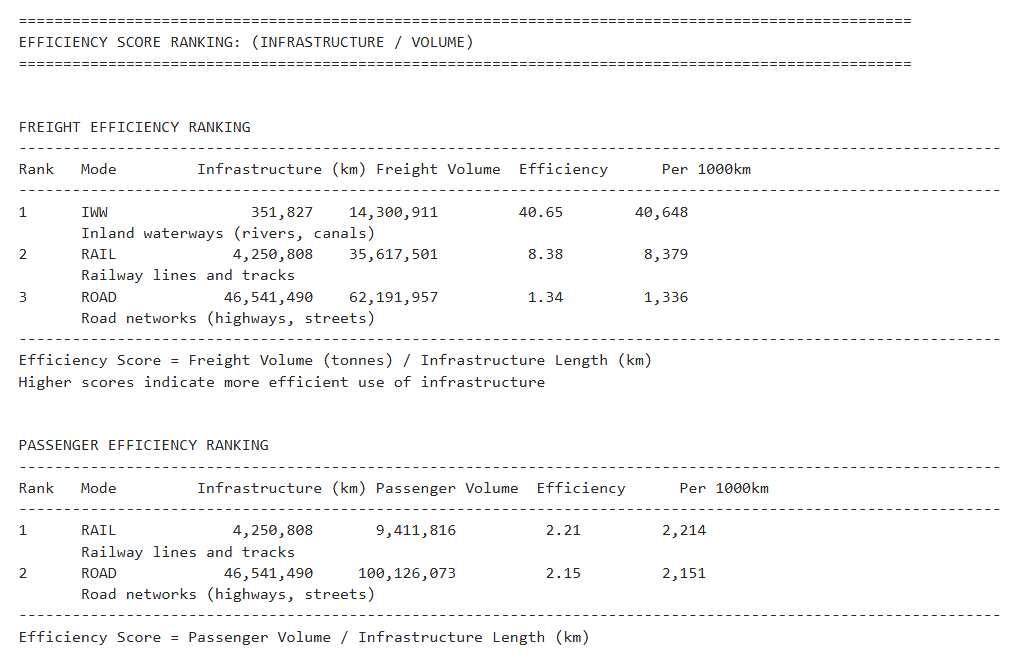 ====================================================================================================
EFFICIENCY SCORE RANKING: (INFRASTRUCTURE / VOLUME)
====================================================================================================
FREIGHT EFFICIENCY RANKING
--------------------------------------------------------------------------------------------------------------
Rank   Mode         Infrastructure (km) Freight Volume  Efficiency      Per 1000km
--------------------------------------------------------------------------------------------------------------
1      IWW                351,827    14,300,911         40.65        40,648
       Inland waterways (rivers, canals)
2      RAIL             4,250,808    35,617,501          8.38         8,379
       Railway lines and tracks
3      ROAD            46,541,490    62,191,957          1.34         1,336
       Road networks (highways, streets)
--------------------------------------------------------------------------------------------------------------
Efficiency Score = Freight Volume (tonnes) / Infrastructure Length (km)
Higher scores indicate more efficient use of infrastructure
PASSENGER EFFICIENCY RANKING
--------------------------------------------------------------------------------------------------------------
Rank   Mode         Infrastructure (km) Passenger Volume  Efficiency      Per 1000km
--------------------------------------------------------------------------------------------------------------
1      RAIL             4,250,808       9,411,816          2.21         2,214
       Railway lines and tracks
2      ROAD            46,541,490     100,126,073          2.15         2,151
       Road networks (highways, streets)
--------------------------------------------------------------------------------------------------------------
Efficiency Score = Passenger Volume / Infrastructure Length (km)